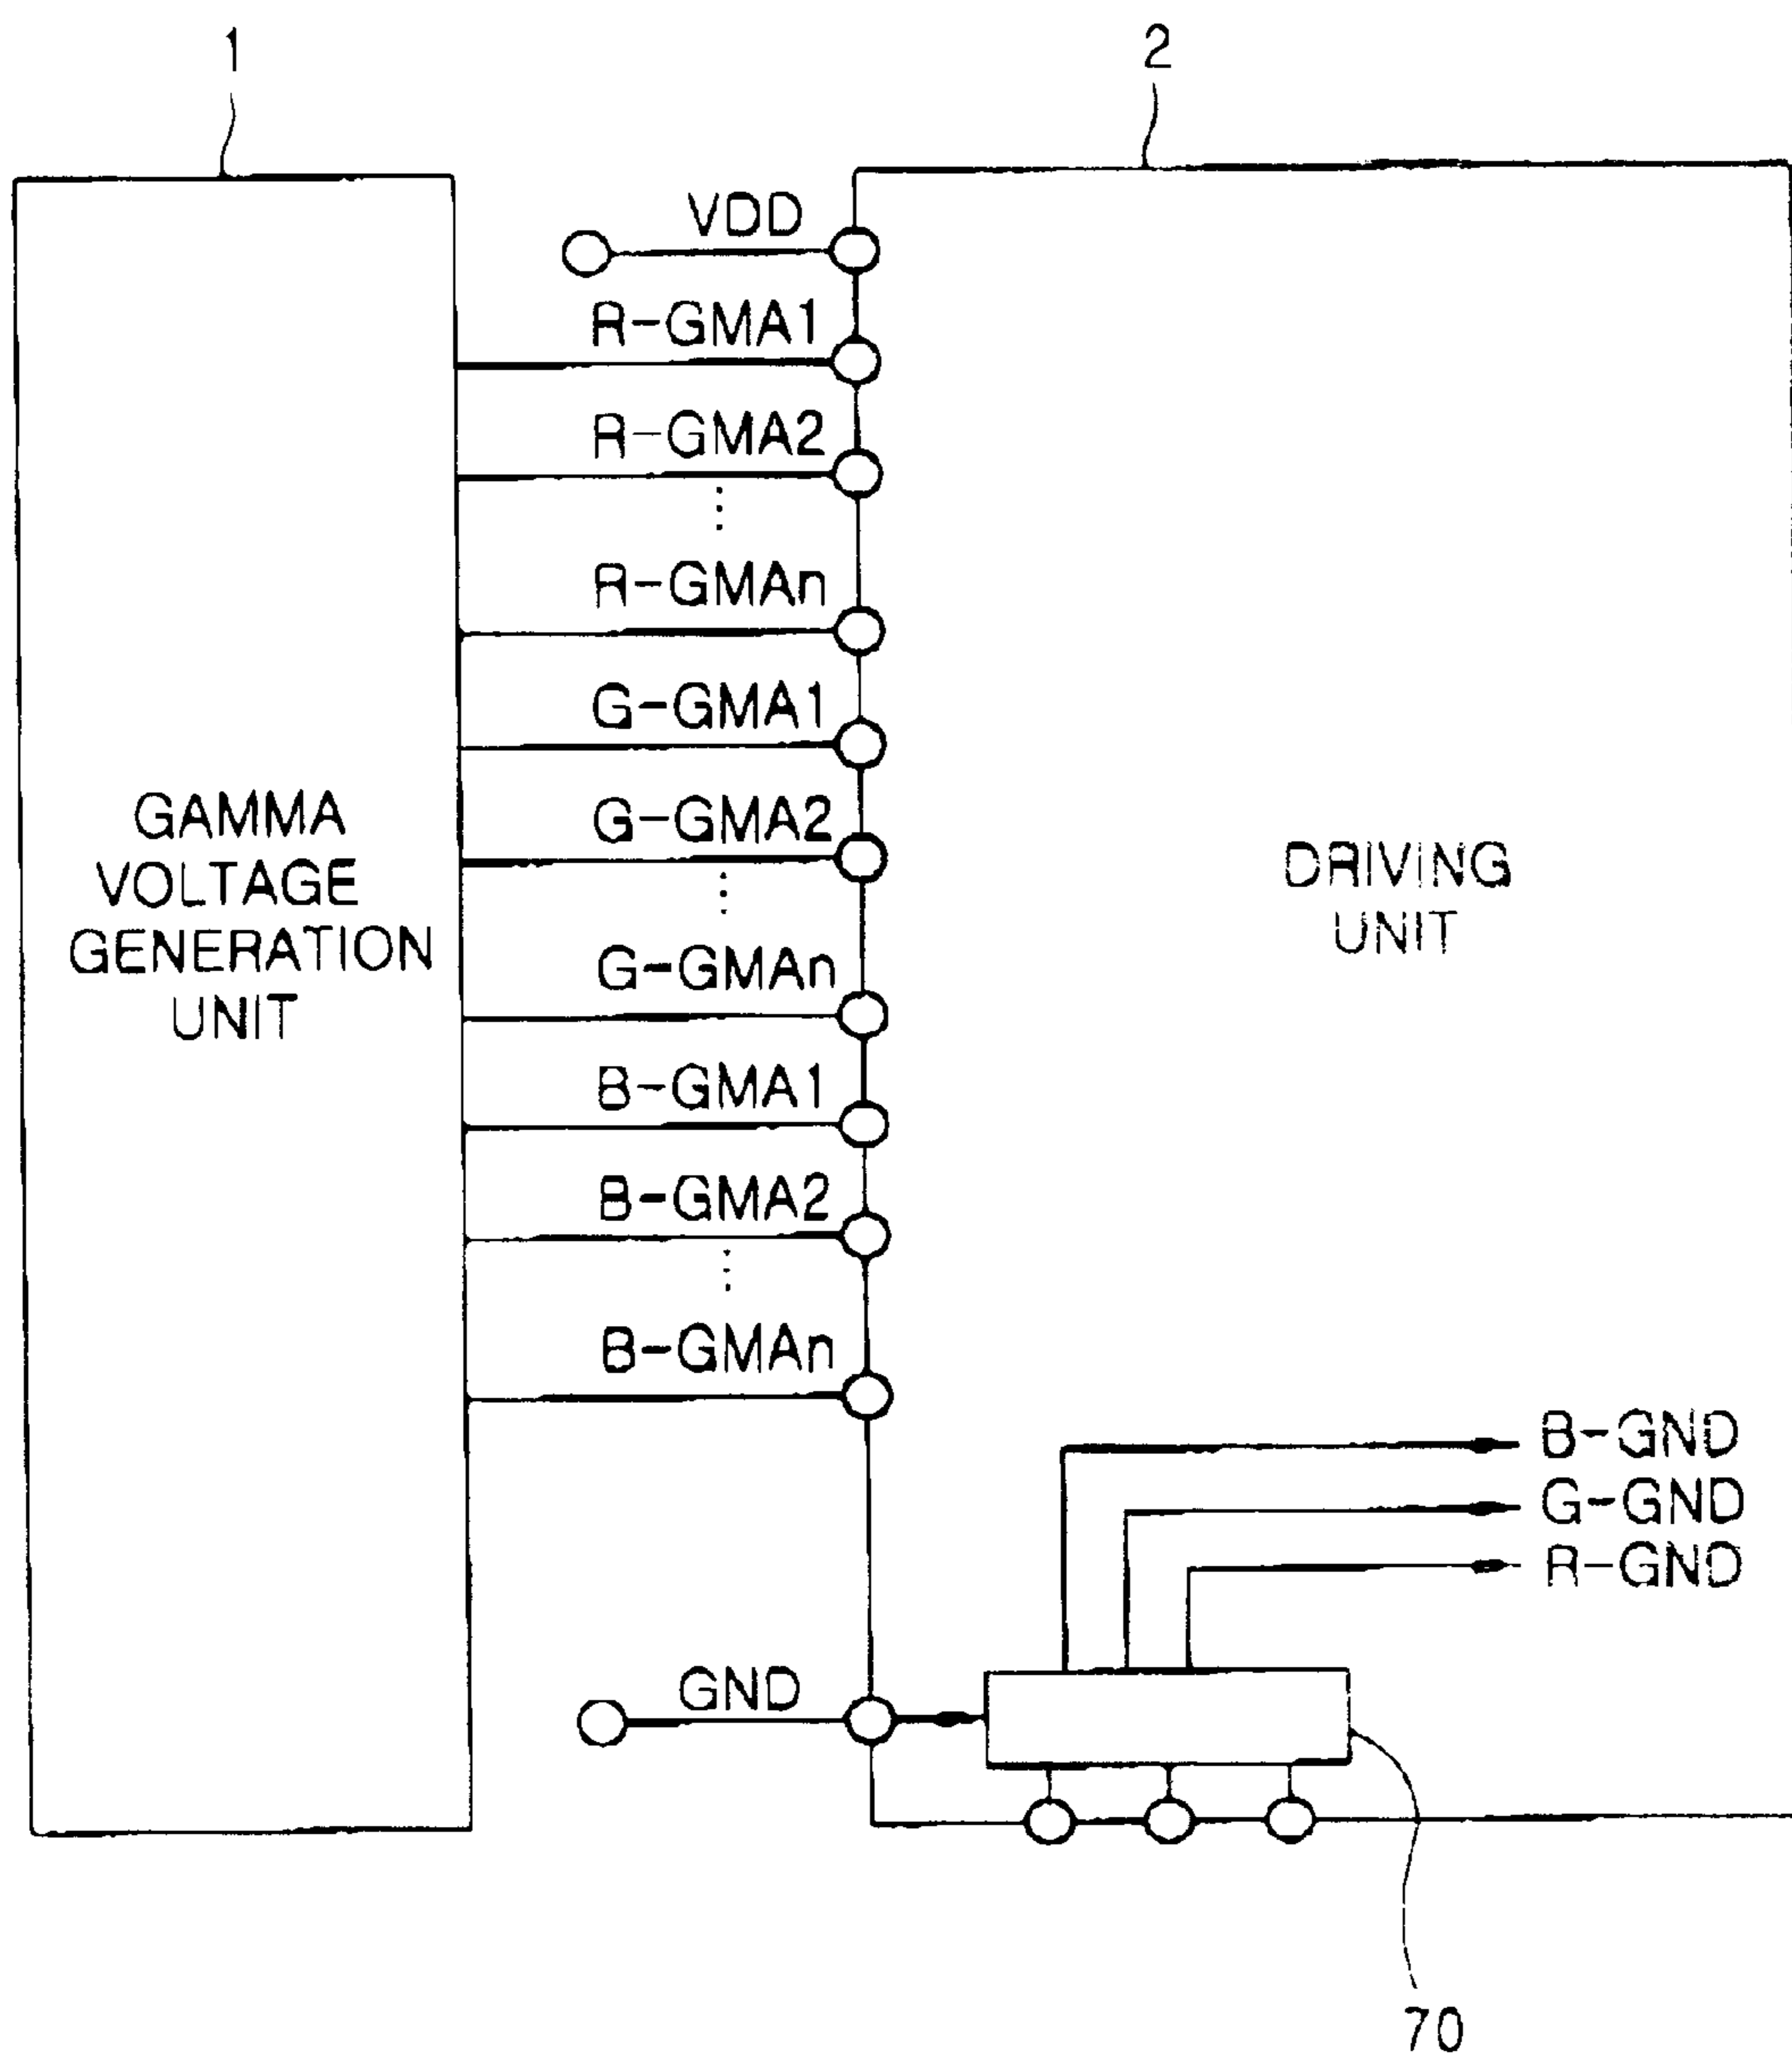 1
2
VDD
R-GMA1
R-GMA2
R-GMAn
G-GMA1
G-GMA2
G-GMAn
B-GMA1
B-GMA2
B-GMAn
GAMMA
VOLTAGE
GENERATION
UNIT
DRIVING
UNIT
B-GND
G-GND
R-GND
GND
70